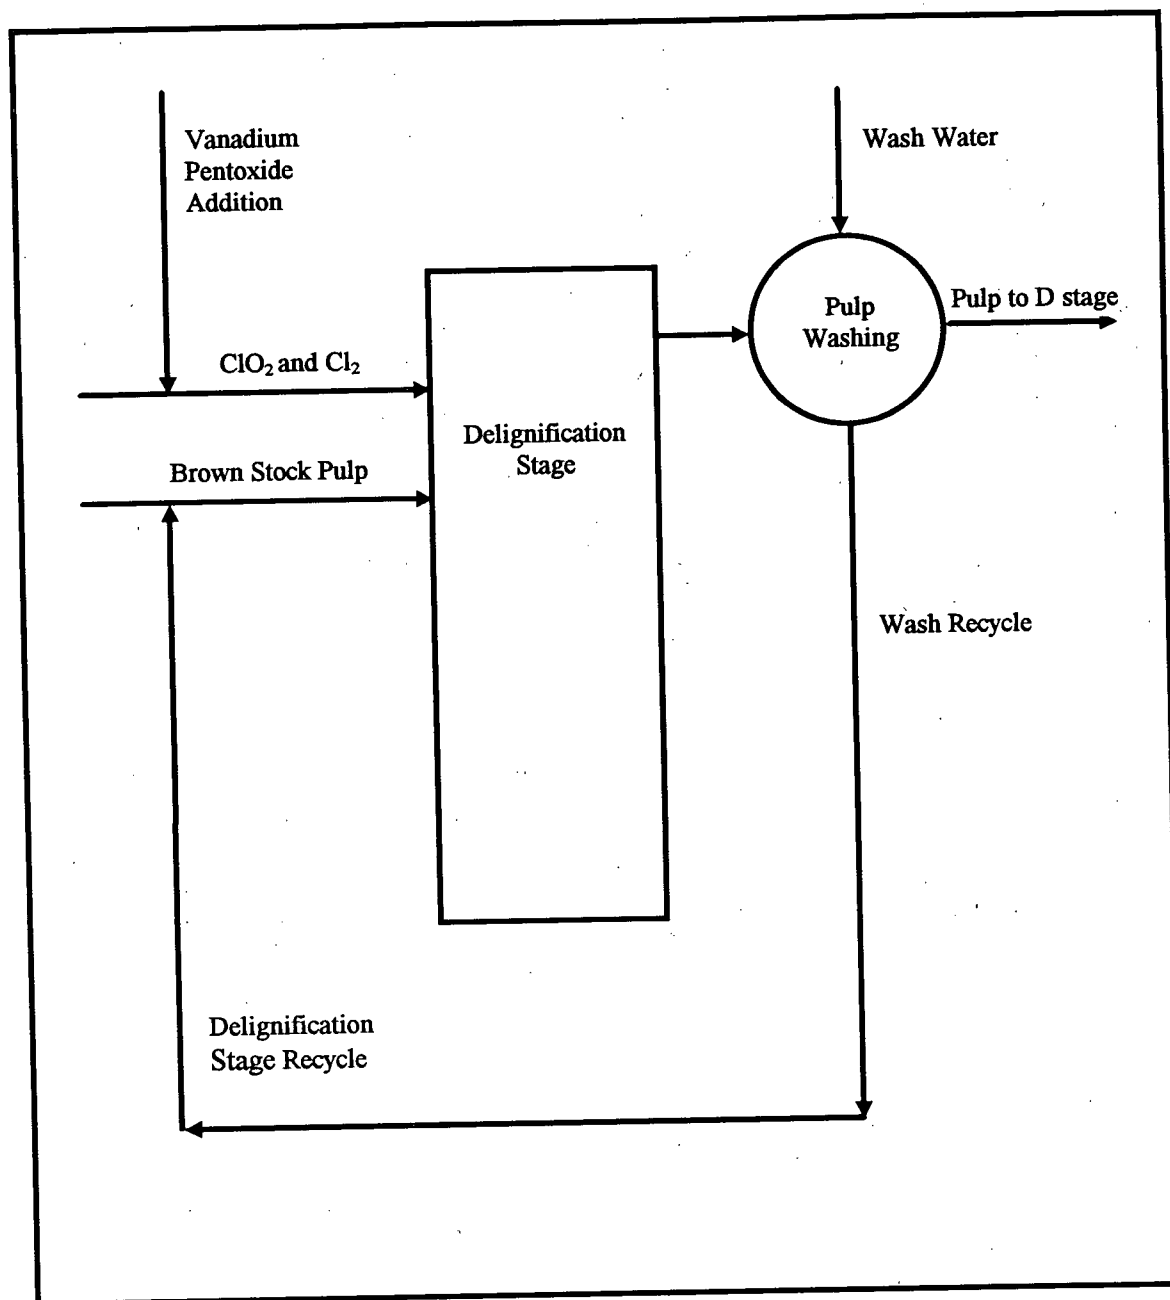 Vanadium
Pentoxide
Addition
Wash Water
Pulp to D stage
Pulp
Washing
ClO₂ and Cl₂
Delignification
Stage
Brown Stock Pulp
Wash Recycle
Delignification
Stage Recycle